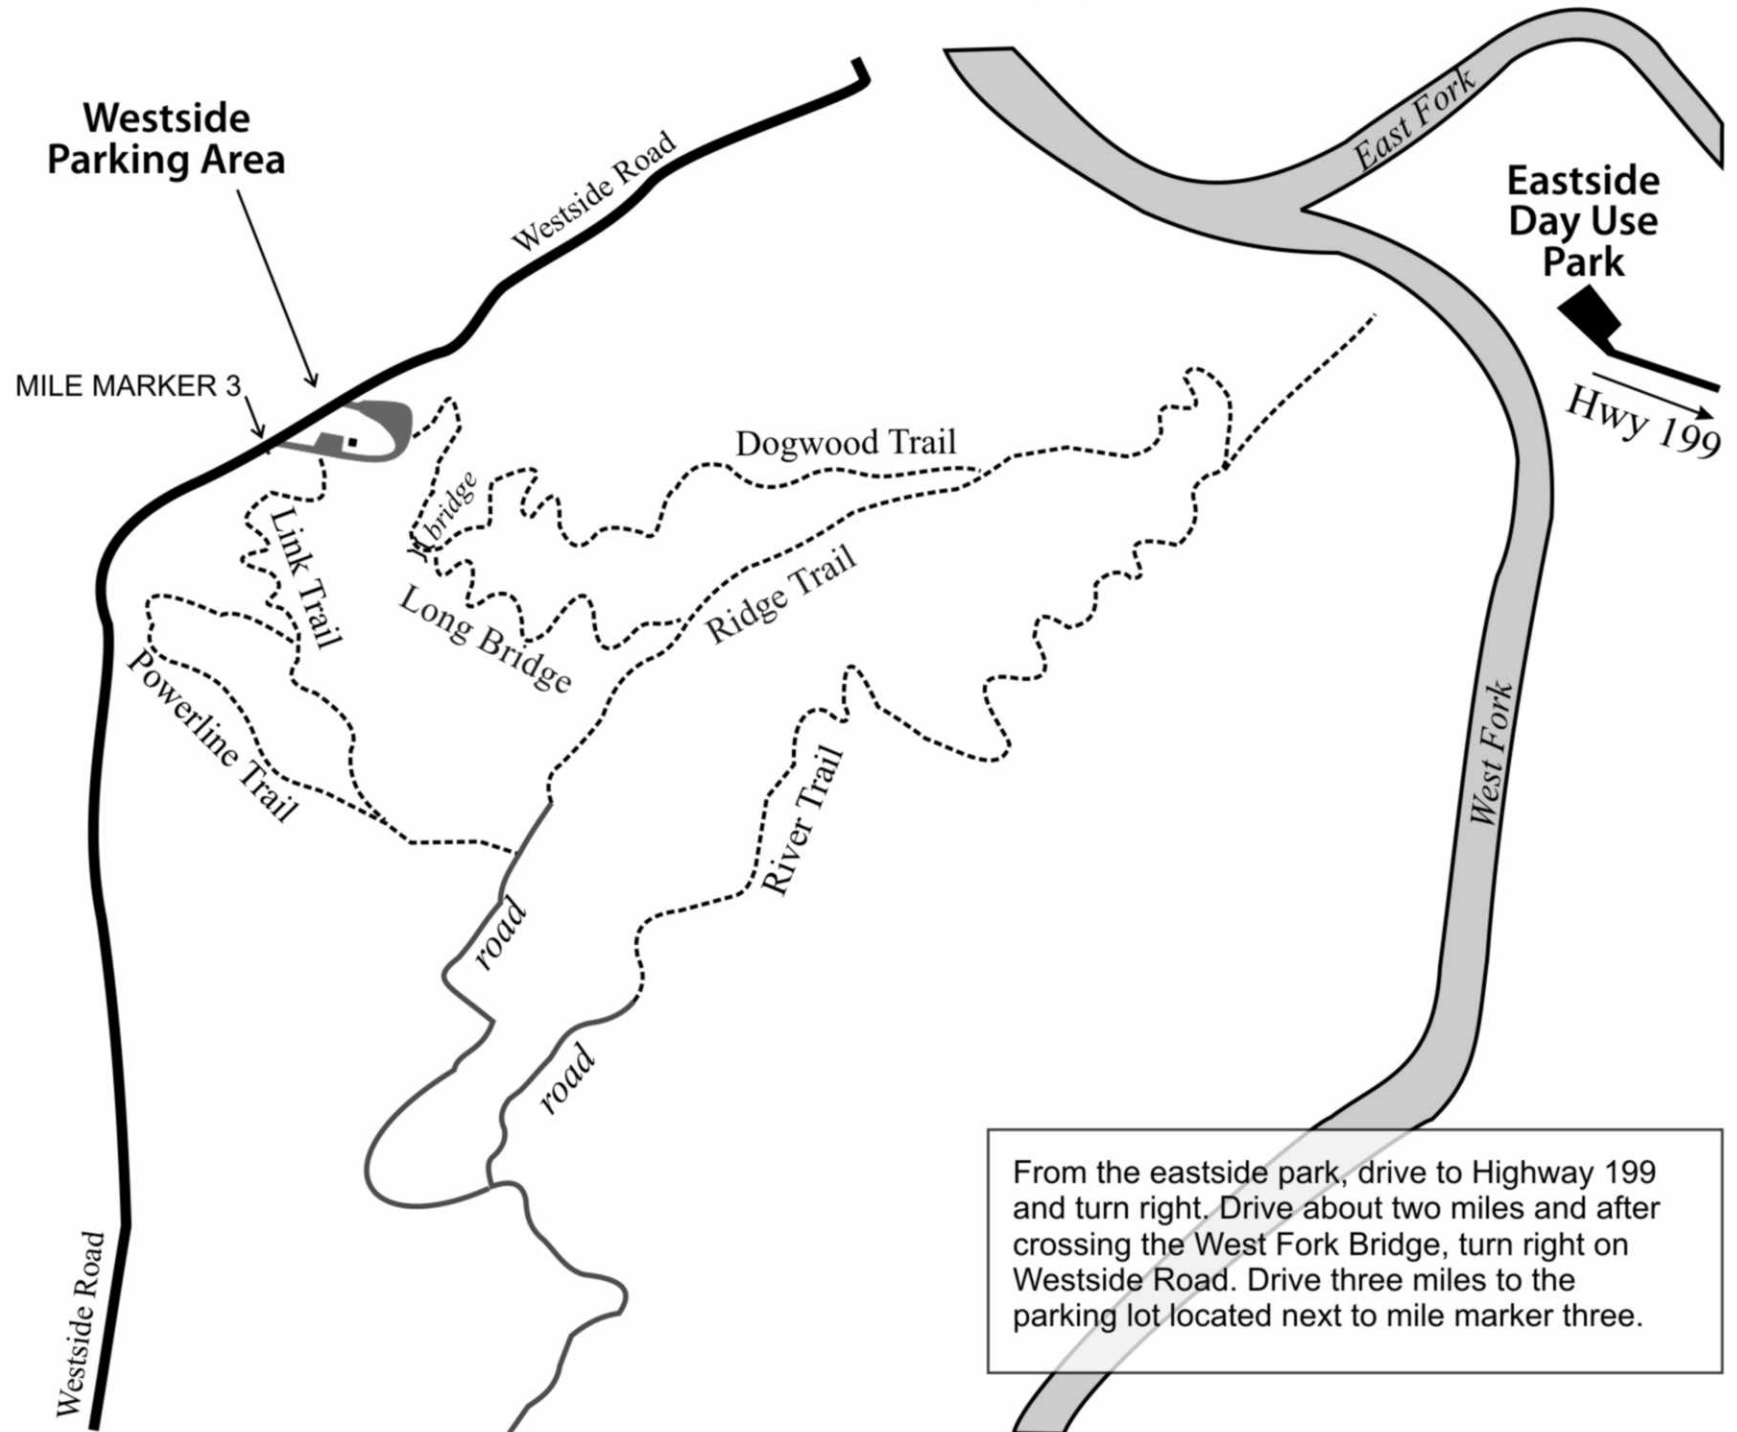 Westside
Parking Area
MILE MARKER 3
Westside Road
East Fork
Eastside
Day Use
Park
Hwy 199
Dogwood Trail
bridge
Link Trail
Long Bridge
Ridge Trail
Powerline Trail
River Trail
West Fork
road
road
Westside Road
From the eastside park, drive to Highway 199
and turn right. Drive about two miles and after
crossing the West Fork Bridge, turn right on
Westside Road. Drive three miles to the
parking lot located next to mile marker three.